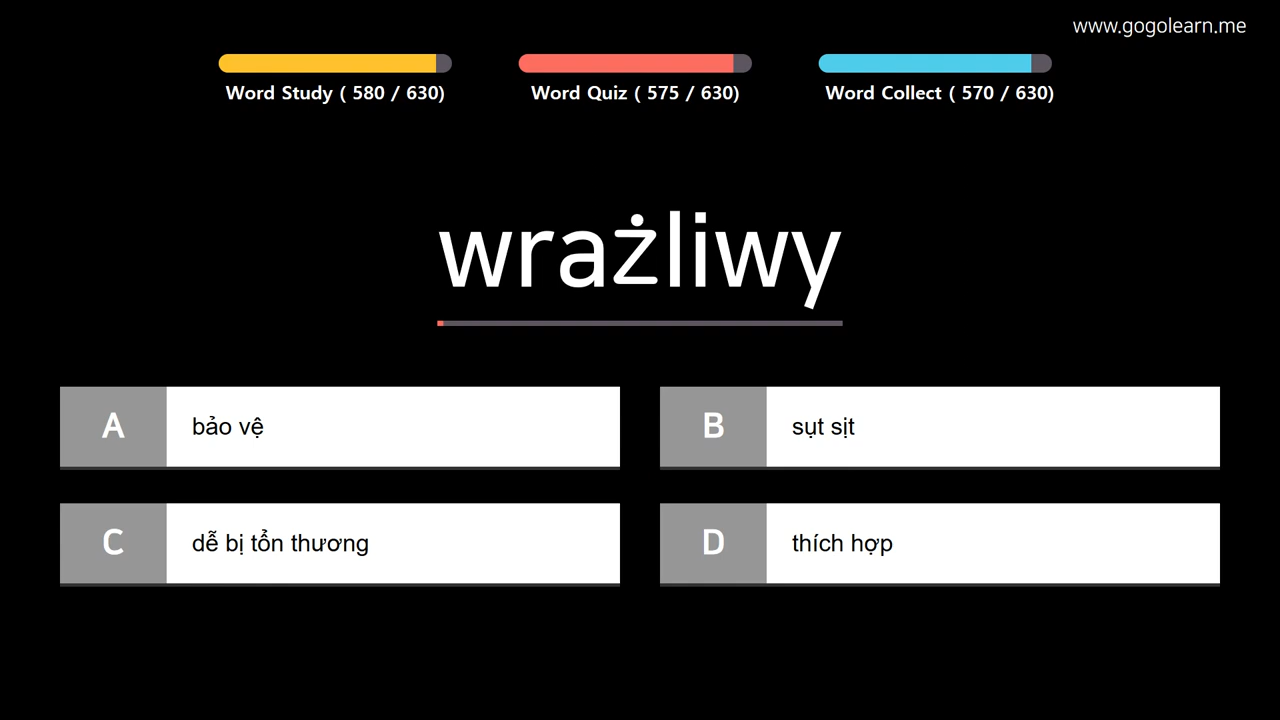 www.gogolearn.me
Word Study ( 580 / 630)
Word Quiz ( 575 / 630)
Word Collect ( 570 / 630)
wrażliwy
A bảo vệ
B sụt sịt
C dễ bị tổn thương
D thích hợp